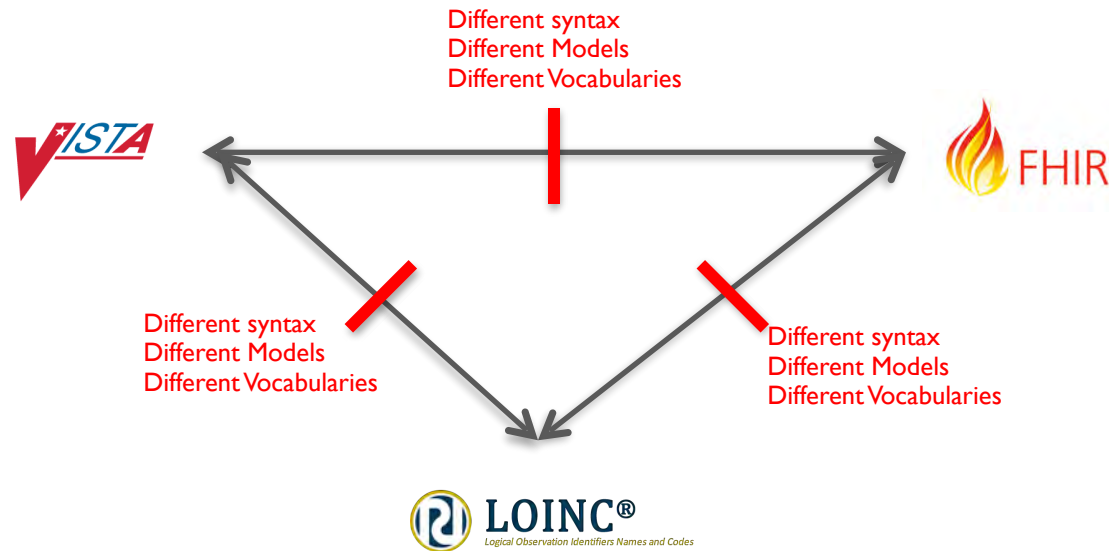 Different syntax
Different Models
Different Vocabularies
VISTA
FHIR
Different syntax
Different Models
Different Vocabularies
Different syntax
Different Models
Different Vocabularies
LOINC®
Logical Observation Identifiers Names and Codes